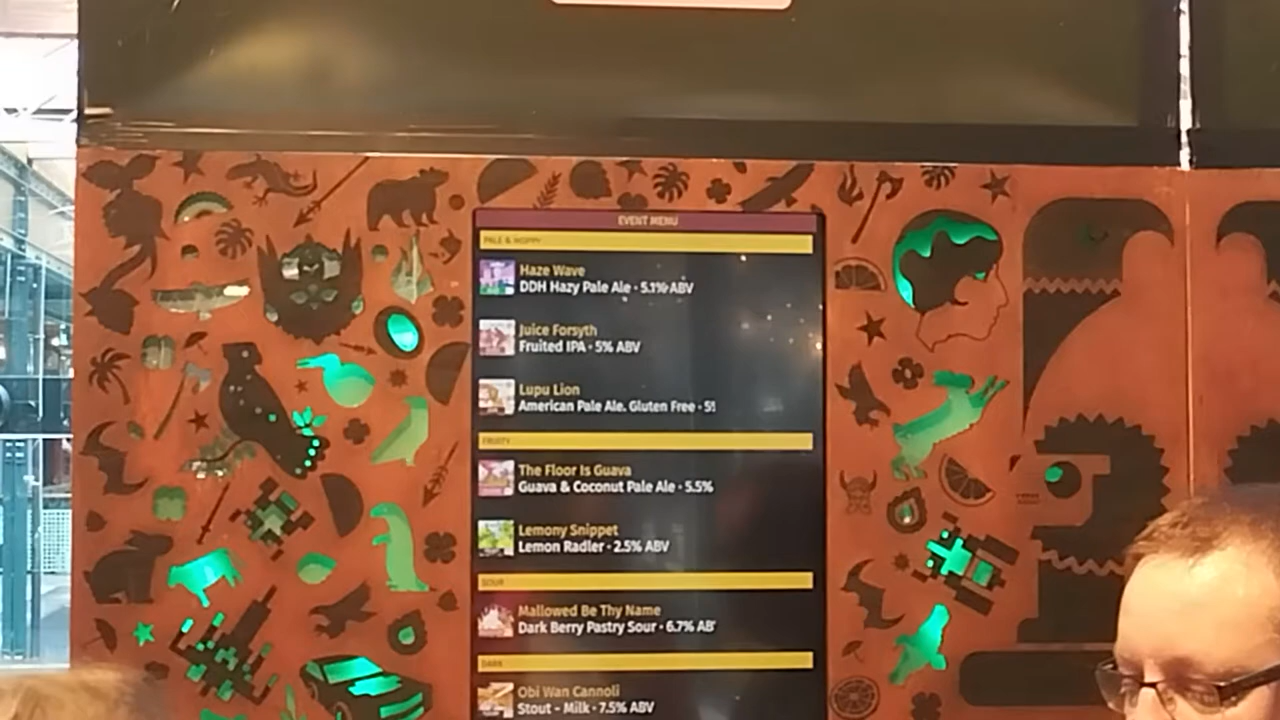 EVENT MENU
PALE & HOPPY
Haze Wave
DDH Hazy Pale Ale · 5.1% ABV
Juice Forsyth
Fruited IPA · 5% ABV
Lupu Lion
American Pale Ale. Gluten Free · 5
FRUITY
The Floor Is Guava
Guava & Coconut Pale Ale · 5.5%
Lemony Snippet
Lemon Radler · 2.5% ABV
SOUR
Mallowed Be Thy Name
Dark Berry Pastry Sour · 6.7% AB
DARK
Obi Wan Cannoli
Stout - Milk · 7.5% ABV